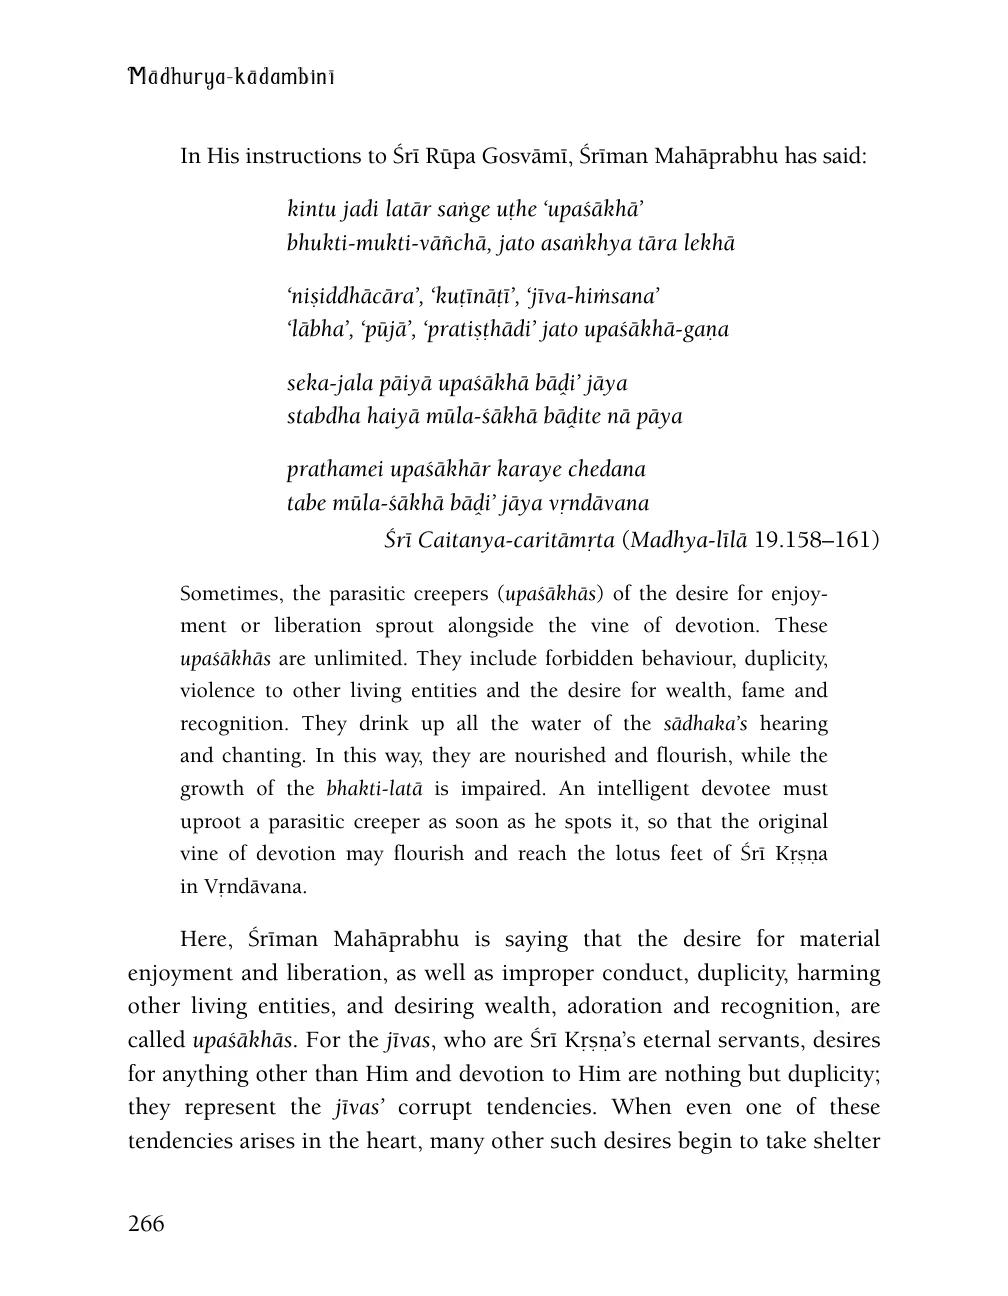 Mādhurya-kādambinī
In His instructions to Śrī Rūpa Gosvāmī, Śrīman Mahāprabhu has said:
kintu jadi latār saṅge uṭhe ‘upaśākhā’
bhukti-mukti-vāñchā, jato asaṅkhya tāra lekhā
‘niṣiddhācāra’, ‘kuṭīnāṭī’, ‘jīva-hiṁsana’
‘lābha’, ‘pūjā’, ‘pratiṣṭhādi’ jato upaśākhā-gaṇa
seka-jala pāiyā upaśākhā bāḓi’ jāya
stabdha haiyā mūla-śākhā bāḓite nā pāya
prathamei upaśākhār karaye chedana
tabe mūla-śākhā bāḓi’ jāya vṛndāvana
Śrī Caitanya-caritāmṛta (Madhya-līlā 19.158–161)
Sometimes, the parasitic creepers (upaśākhās) of the desire for enjoy-
ment or liberation sprout alongside the vine of devotion. These
upaśākhās are unlimited. They include forbidden behaviour, duplicity,
violence to other living entities and the desire for wealth, fame and
recognition. They drink up all the water of the sādhaka’s hearing
and chanting. In this way, they are nourished and flourish, while the
growth of the bhakti-latā is impaired. An intelligent devotee must
uproot a parasitic creeper as soon as he spots it, so that the original
vine of devotion may flourish and reach the lotus feet of Śrī Kṛṣṇa
in Vṛndāvana.
Here, Śrīman Mahāprabhu is saying that the desire for material
enjoyment and liberation, as well as improper conduct, duplicity, harming
other living entities, and desiring wealth, adoration and recognition, are
called upaśākhās. For the jīvas, who are Śrī Kṛṣṇa’s eternal servants, desires
for anything other than Him and devotion to Him are nothing but duplicity;
they represent the jīvas’ corrupt tendencies. When even one of these
tendencies arises in the heart, many other such desires begin to take shelter
266